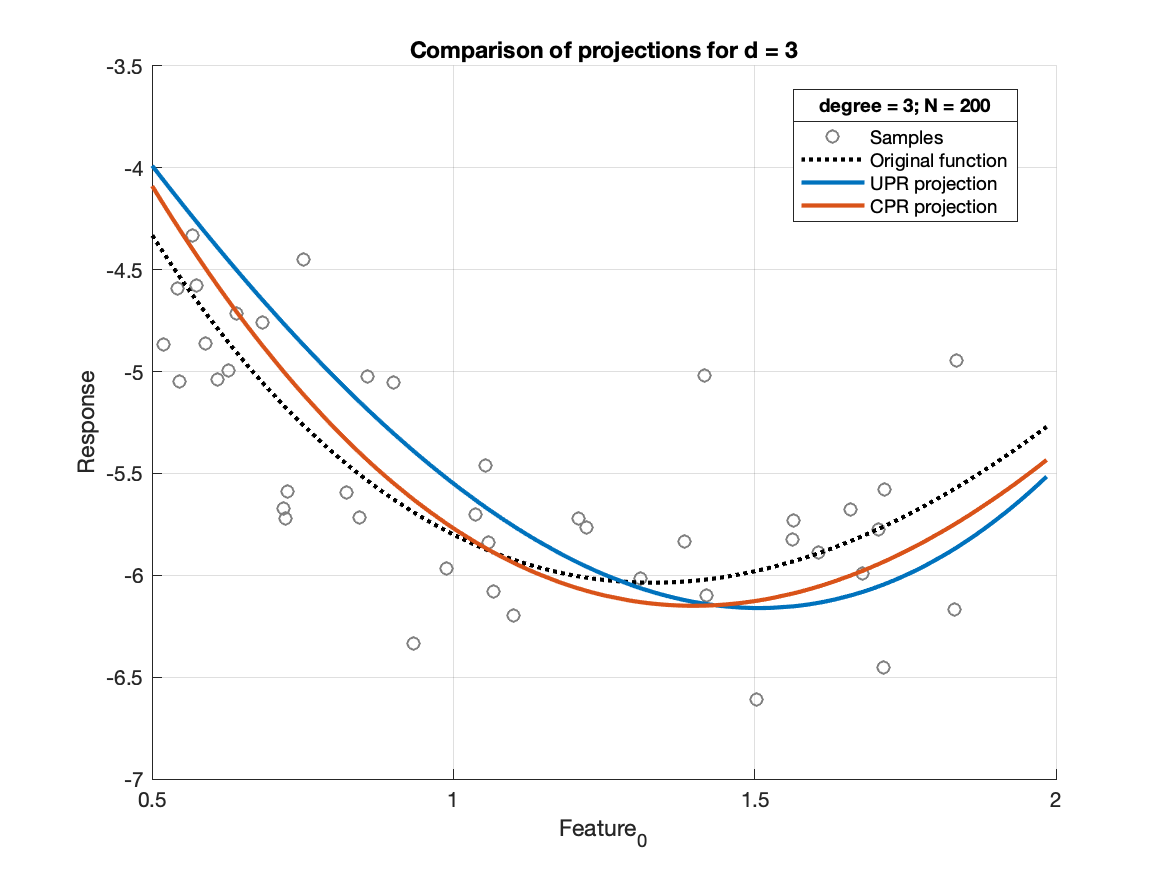 Comparison of projections for d = 3
-3.5
-4
-4.5
-5
-5.5
-6
-6.5
-7
Response
degree = 3; N = 200
Samples
Original function
UPR projection
CPR projection
0.5
1
1.5
2
Feature0